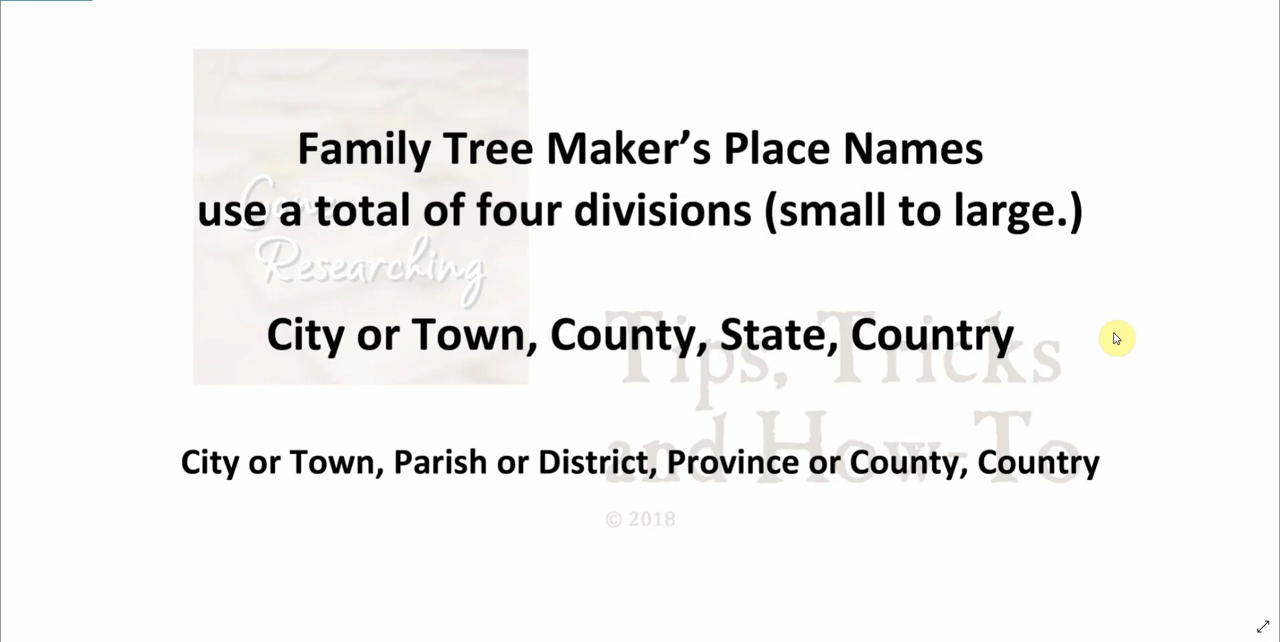 Family Tree Maker's Place Names
use a total of four divisions (small to large.)
Researching
City or Town, County, State, Country
Tips, Tricks
and How-To
City or Town, Parish or District, Province or County, Country
© 2018